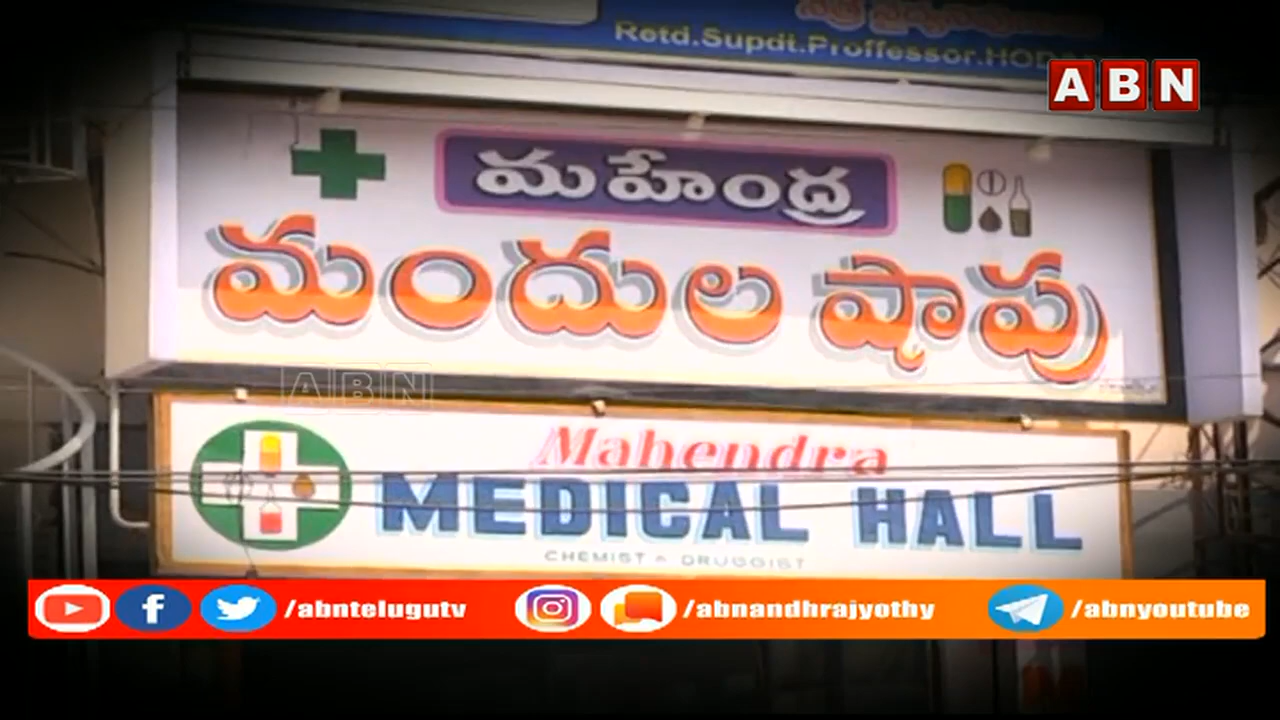 Retd.Supdt.Proffessor.HOD
ABN
మహేంద్ర
మందుల షాపు
ABN
Mahendra
MEDICAL HALL
CHEMIST & DRUGGIST
/abntelugutv
/abnandhrajyothy
/abnyoutube